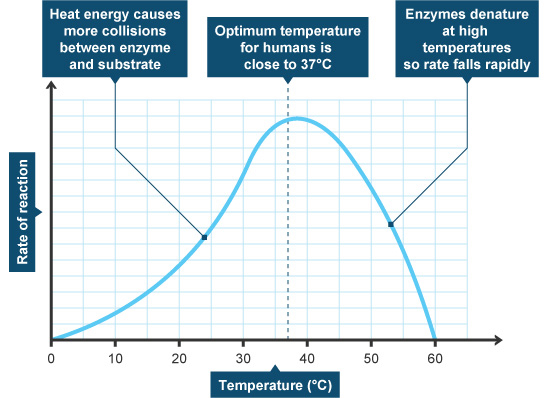 Heat energy causes
more collisions
between enzyme
and substrate
Optimum temperature
for humans is
close to 37°C
Enzymes denature
at high
temperatures
so rate falls rapidly
Rate of reaction
0
10
20
30
40
50
60
Temperature (°C)